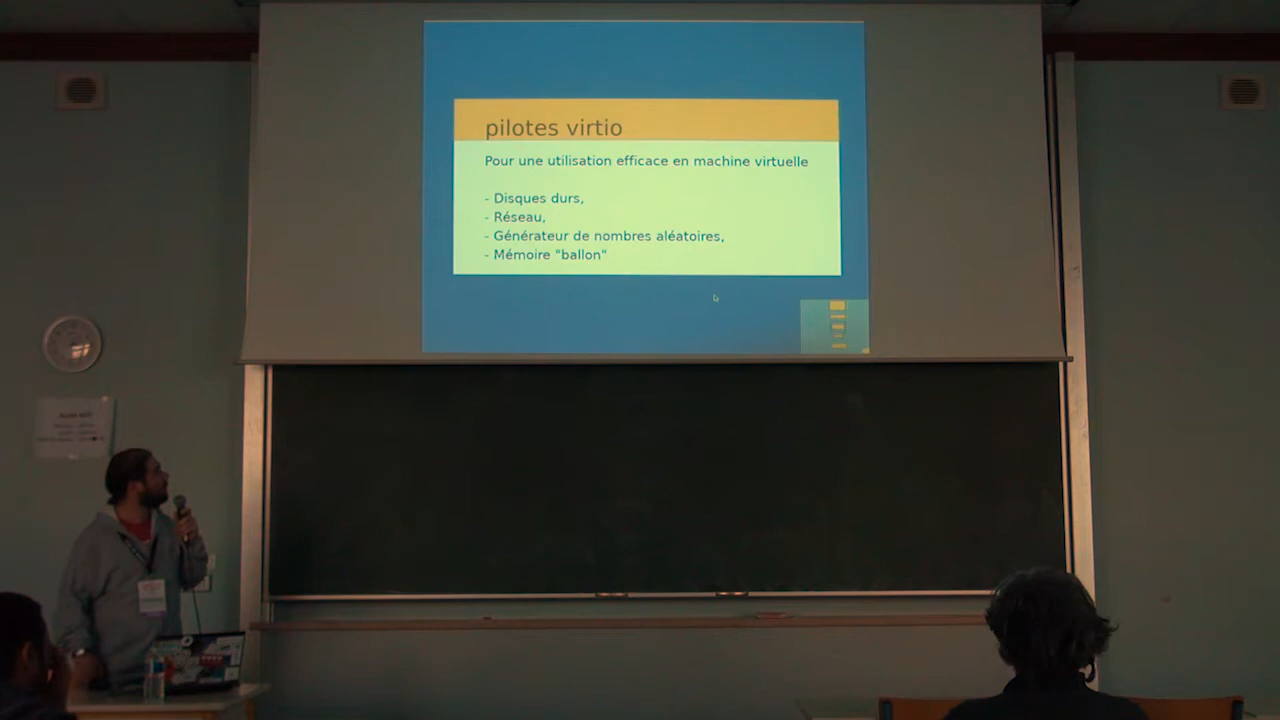 pilotes virtio
Pour une utilisation efficace en machine virtuelle
- Disques durs,
- Réseau,
- Générateur de nombres aléatoires,
- Mémoire "ballon"